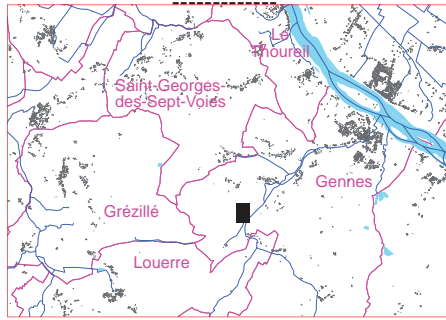 Le
Thoureil
Saint-Georges-
des-Sept-Voies
Gennes
Grézillé
Louerre